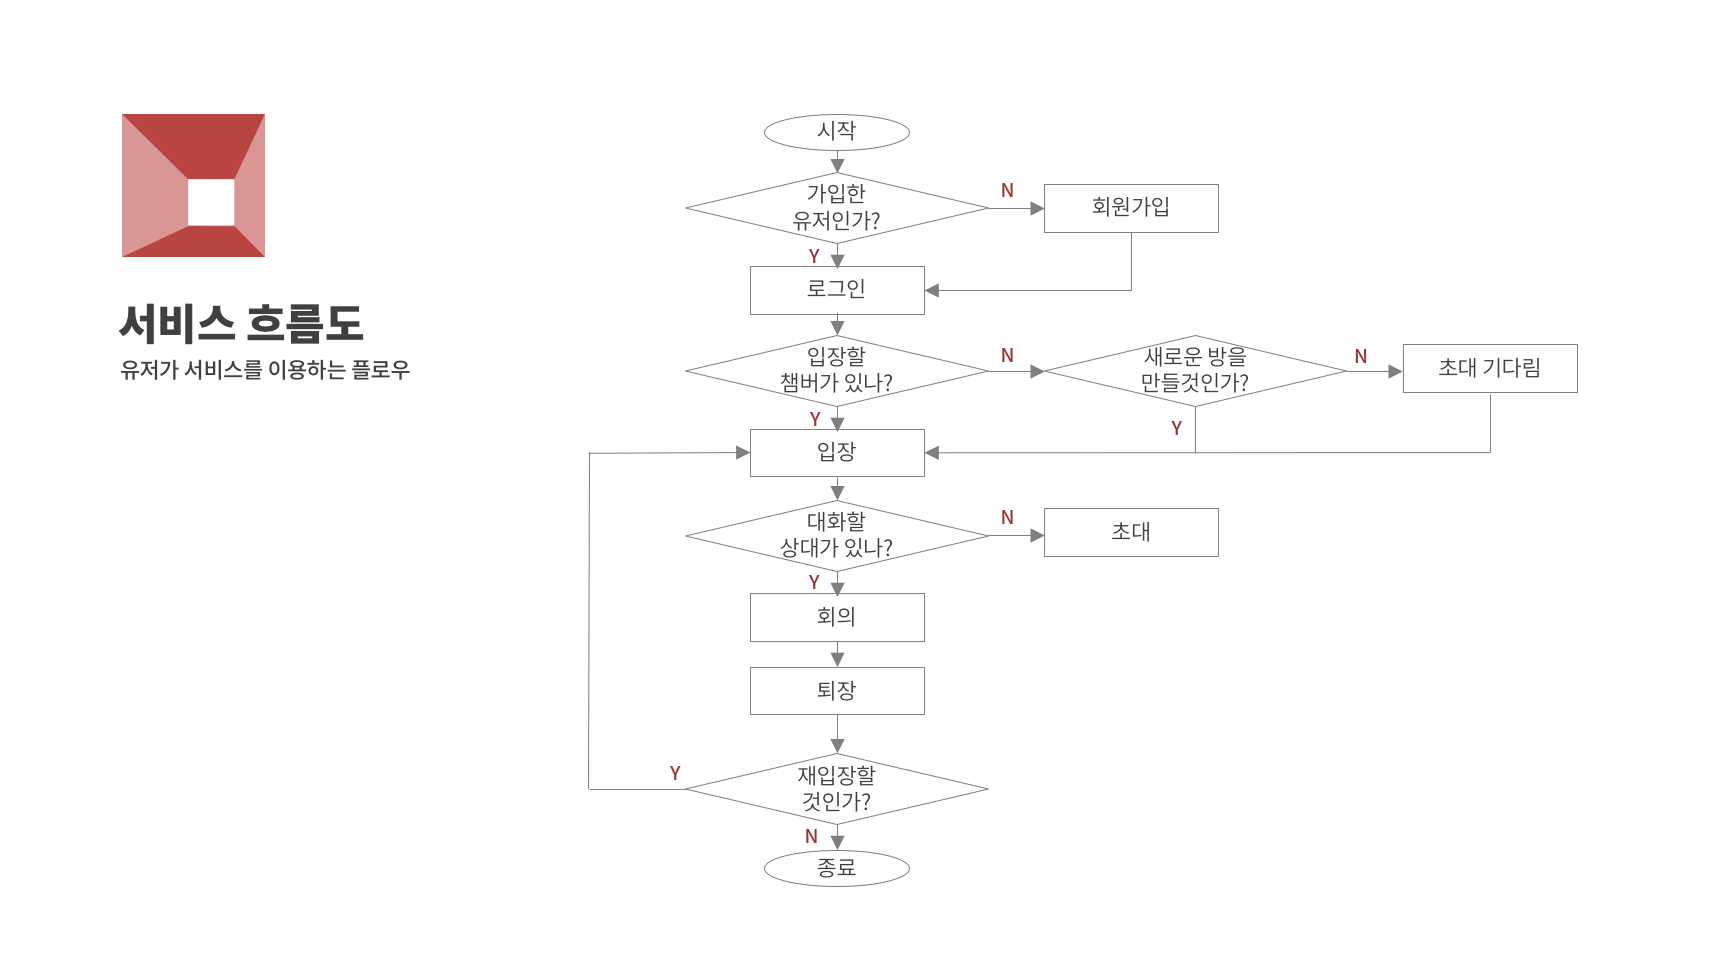 서비스 흐름도
유저가 서비스를 이용하는 플로우
시작
가입한
유저인가?
N
회원가입
Y
로그인
입장할
챔버가 있나?
N
새로운 방을
만들것인가?
N
초대 기다림
Y
Y
입장
대화할
상대가 있나?
N
초대
Y
회의
퇴장
재입장할
것인가?
Y
N
종료